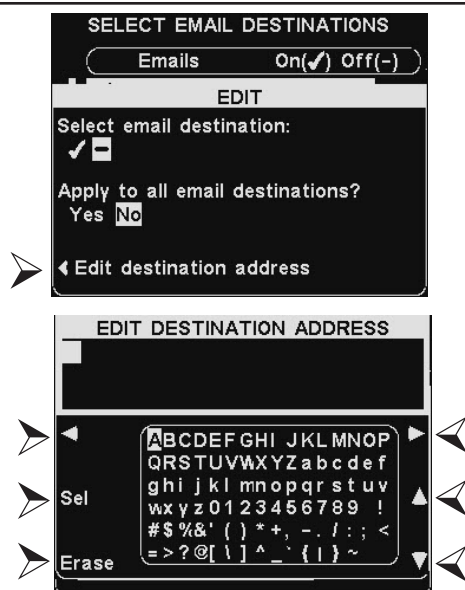 SELECT EMAIL DESTINATIONS
Emails On(✓) Off(-)
EDIT
Select email destination:
✓ -
Apply to all email destinations?
Yes No
Edit destination address
EDIT DESTINATION ADDRESS
ABCDEFGHIJKLMNOP
QRSTUVWXYZabcdef
ghijklmnopqrstuv
wxyz0123456789 !
#$%&'()*+,-./:;<
=>?@[\]^_`{|}~
Sel
Erase